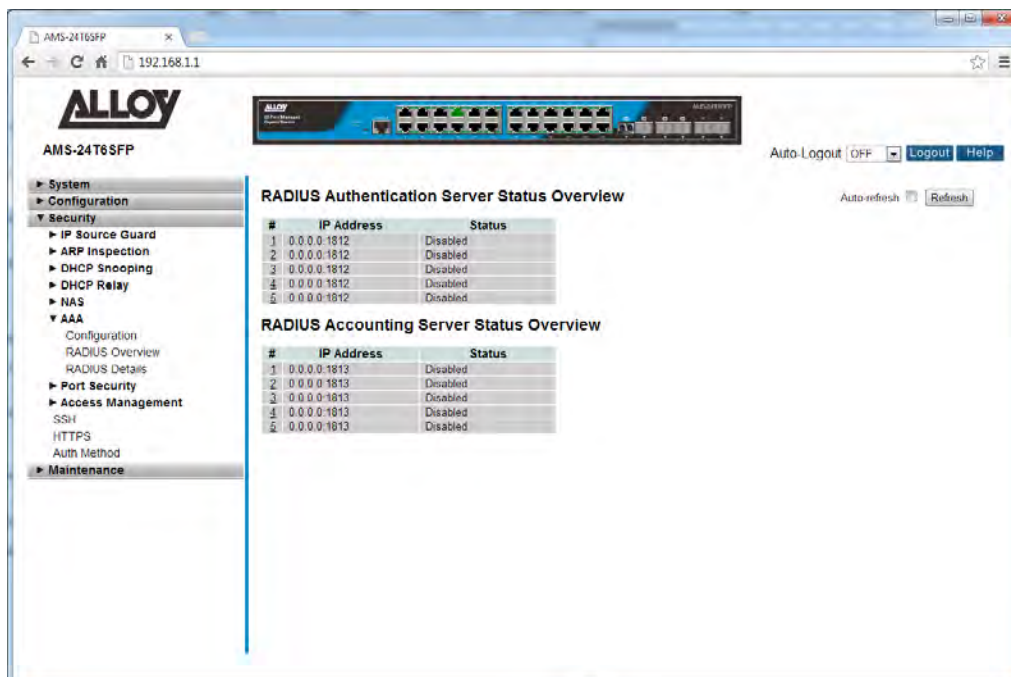 AMS-24T6SFP
192.168.1.1
ALLOY
ALLOY
AMS-24T6SFP
Auto-Logout OFF Logout Help
► System
► Configuration
▼ Security
► IP Source Guard
► ARP Inspection
► DHCP Snooping
► DHCP Relay
► NAS
▼ AAA
Configuration
RADIUS Overview
RADIUS Details
► Port Security
► Access Management
SSH
HTTPS
Auth Method
► Maintenance
RADIUS Authentication Server Status Overview
Auto-refresh Refresh
# IP Address Status
1 0.0.0.0:1812 Disabled
2 0.0.0.0:1812 Disabled
3 0.0.0.0:1812 Disabled
4 0.0.0.0:1812 Disabled
5 0.0.0.0:1812 Disabled
RADIUS Accounting Server Status Overview
# IP Address Status
1 0.0.0.0:1813 Disabled
2 0.0.0.0:1813 Disabled
3 0.0.0.0:1813 Disabled
4 0.0.0.0:1813 Disabled
5 0.0.0.0:1813 Disabled